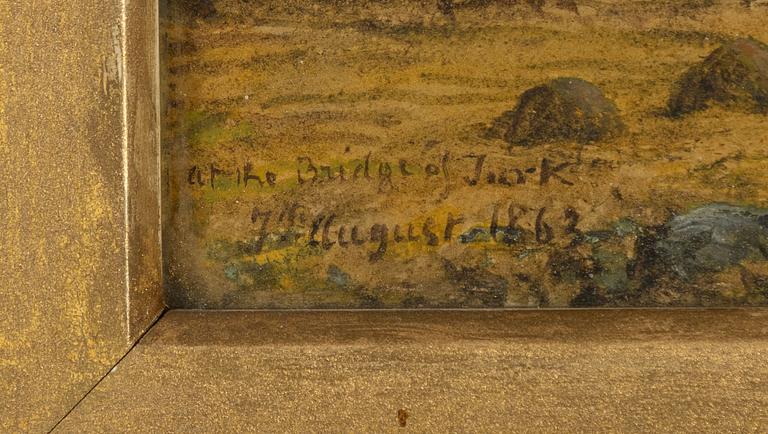 at the Bridge of Turk
7th August 1863